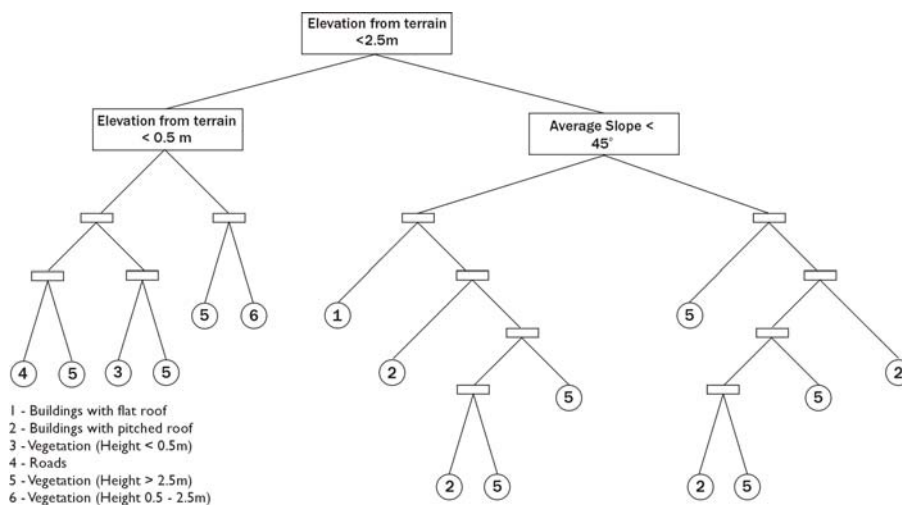 Elevation from terrain
<2.5m
Elevation from terrain
< 0.5 m
Average Slope <
45°
5
6
1
5
4
5
3
5
2
5
2
2
5
2
5
5
2
5
1 - Buildings with flat roof
2 - Buildings with pitched roof
3 - Vegetation (Height < 0.5m)
4 - Roads
5 - Vegetation (Height > 2.5m)
6 - Vegetation (Height 0.5 - 2.5m)